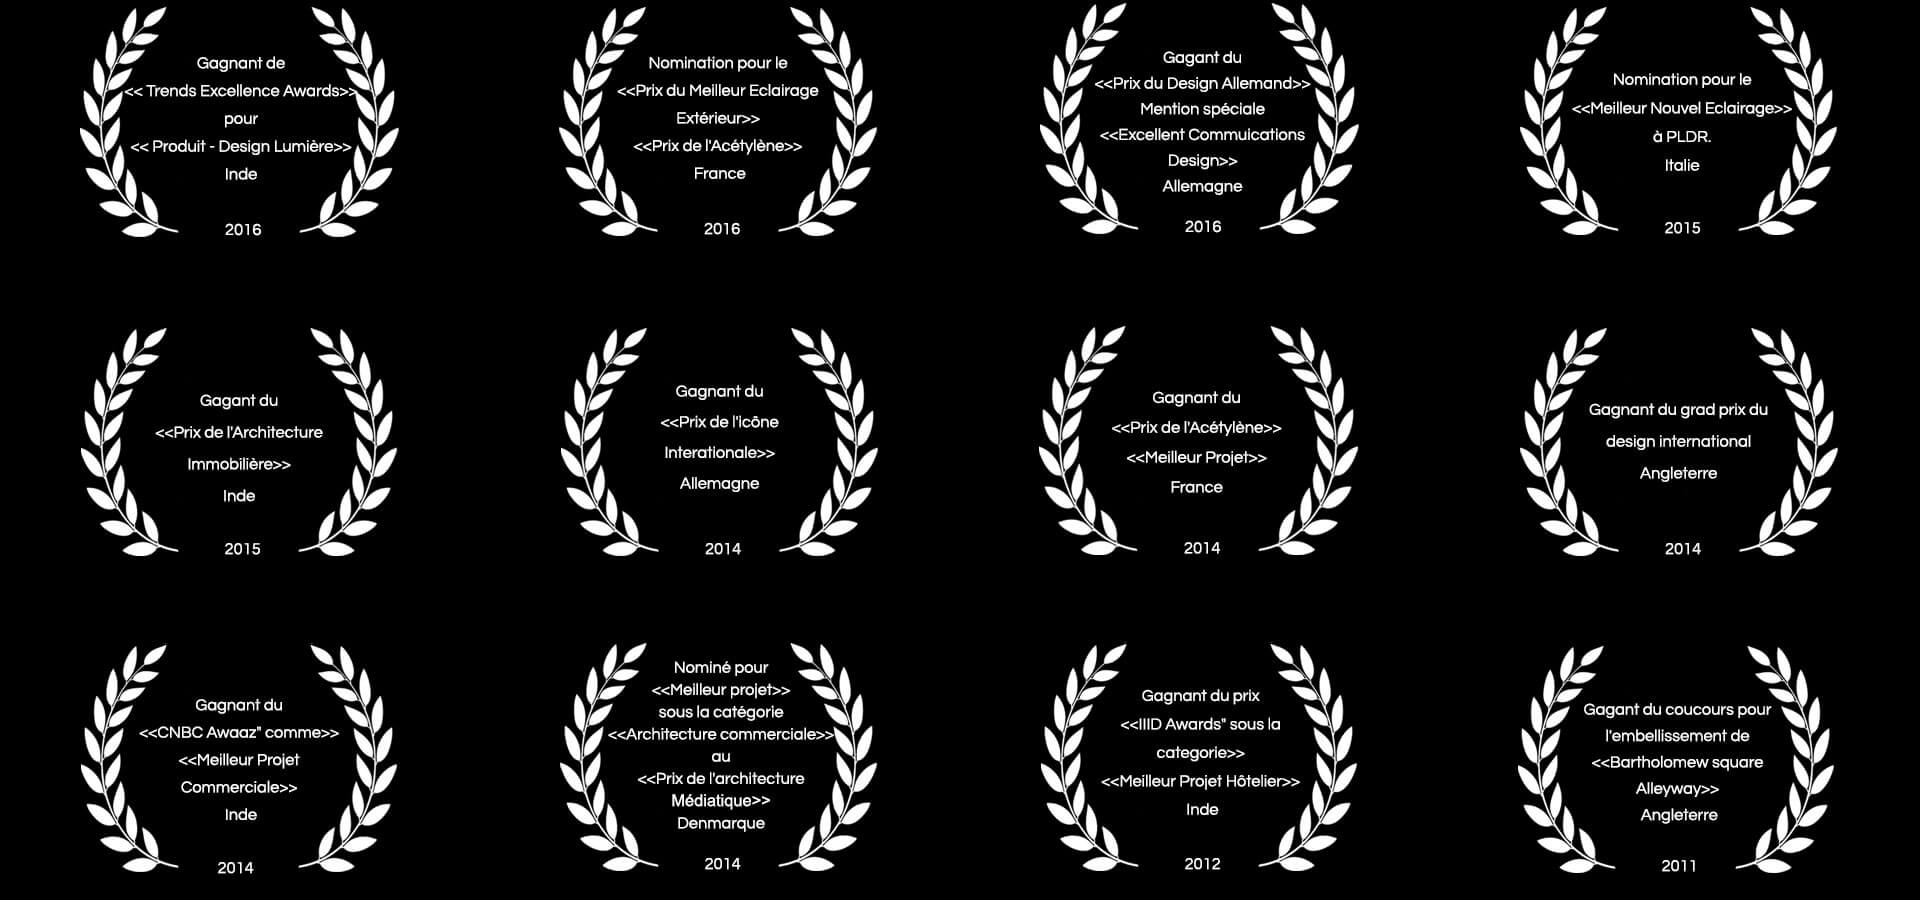 Gagnant de
<< Trends Excellence Awards>>
pour
<< Produit - Design Lumière>>
Inde
2016
Nomination pour le
<<Prix du Meilleur Eclairage
Extérieur>>
<<Prix de l'Acétylène>>
France
2016
Gagant du
<<Prix du Design Allemand>>
Mention spéciale
<<Excellent Commuications
Design>>
Allemagne
2016
Nomination pour le
<<Meilleur Nouvel Eclairage>>
à PLDR.
Italie
2015
Gagant du
<<Prix de l'Architecture
Immobilière>>
Inde
2015
Gagnant du
<<Prix de l'icône
Interationale>>
Allemagne
2014
Gagnant du
<<Prix de l'Acétylène>>
<<Meilleur Projet>>
France
2014
Gagnant du grad prix du
design international
Angleterre
2014
Gagnant du
<<CNBC Awaaz" comme>>
<<Meilleur Projet
Commerciale>>
Inde
2014
Nominé pour
<<Meilleur projet>>
sous la catégorie
<<Architecture commerciale>>
au
<<Prix de l'architecture
Médiatique>>
Denmarque
2014
Gagnant du prix
<<IIID Awards" sous la
categorie>>
<<Meilleur Projet Hôtelier>>
Inde
2012
Gagant du coucours pour
l'embellissement de
<<Bartholomew square
Alleyway>>
Angleterre
2011